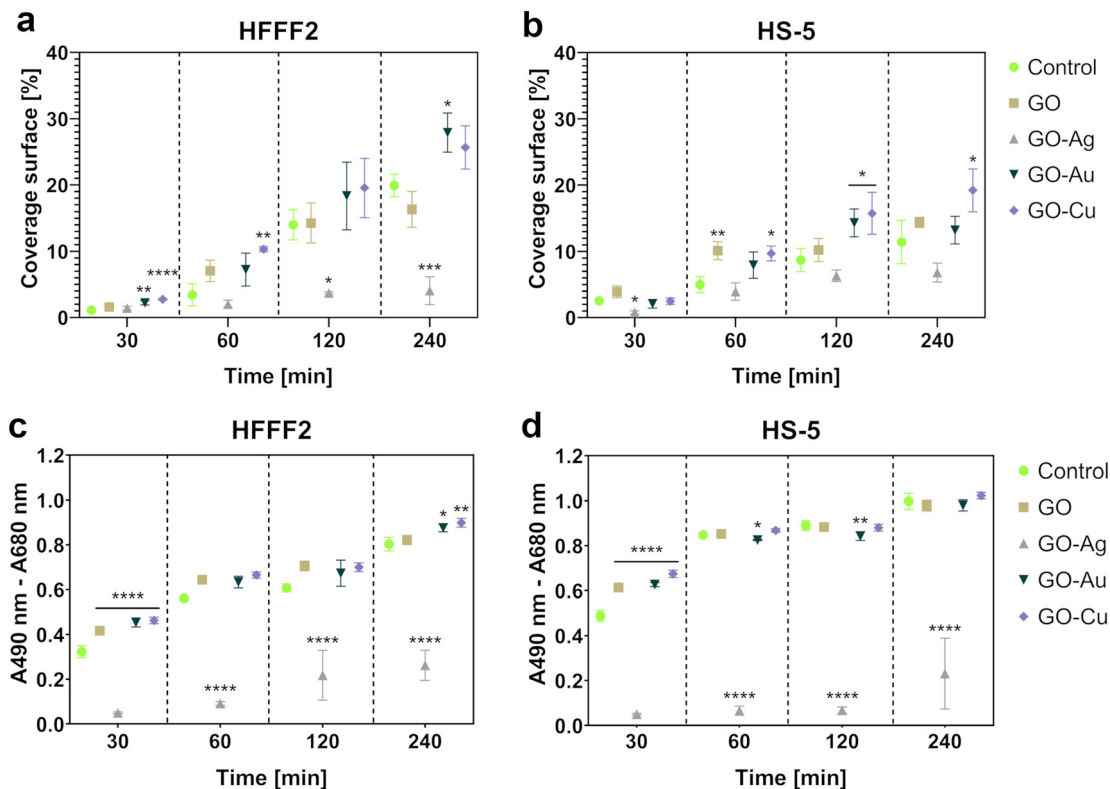 a
HFFF2
Coverage surface [%]
40
30
20
10
0
** **** ** * *** *
30 60 120 240
Time [min]
b
HS-5
Coverage surface [%]
40
30
20
10
0
* ** * * *
30 60 120 240
Time [min]
Control
GO
GO-Ag
GO-Au
GO-Cu
c
HFFF2
A490 nm - A680 nm
1.2
1.0
0.8
0.6
0.4
0.2
0.0
**** **** **** **** * **
30 60 120 240
Time [min]
d
HS-5
A490 nm - A680 nm
1.2
1.0
0.8
0.6
0.4
0.2
0.0
**** **** * **** ** ****
30 60 120 240
Time [min]
Control
GO
GO-Ag
GO-Au
GO-Cu